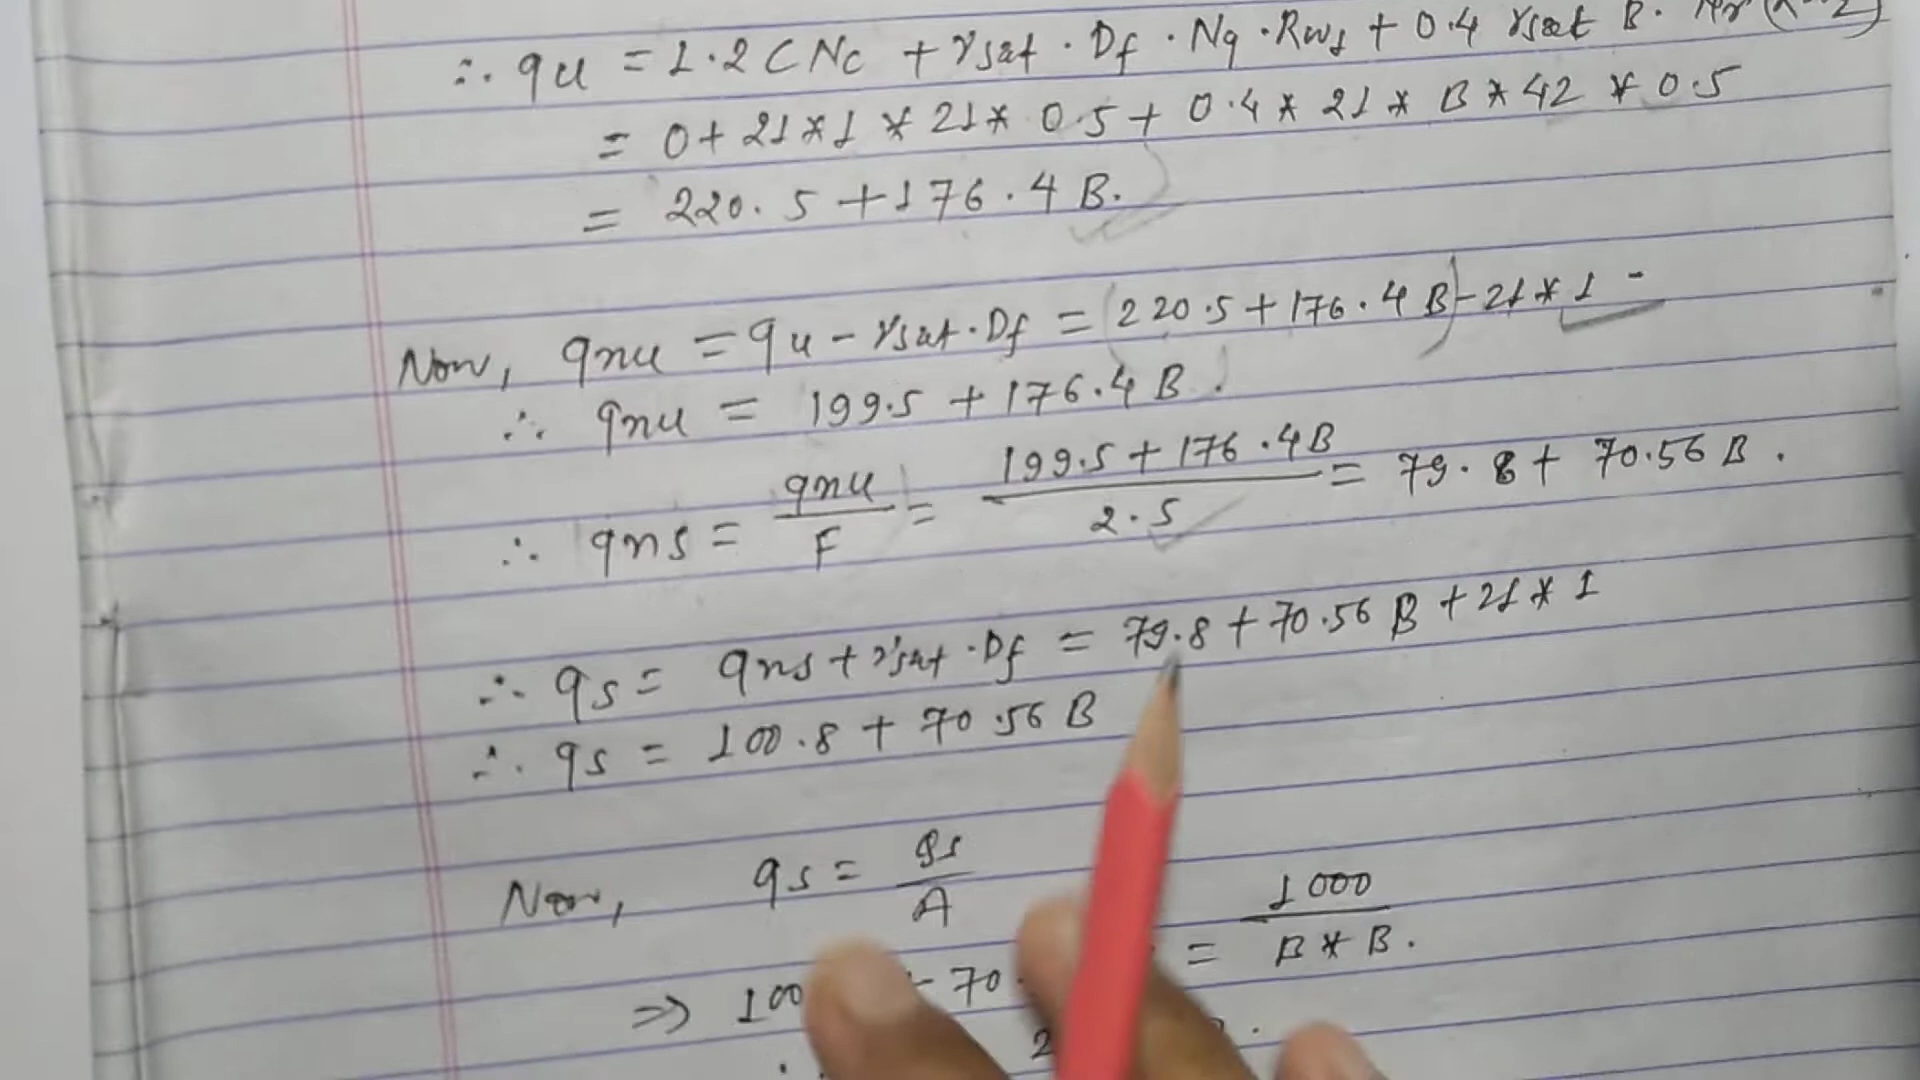 ∴ qu = 1.2 C Nc + γsat . Df . Nq . Rw1 + 0.4 γsat B .
= 0 + 21 * 1 * 21 * 0.5 + 0.4 * 21 * B * 42 * 0.5
= 220.5 + 176.4 B.
Now, qnu = qu - γsat . Df = (220.5 + 176.4 B) - 21 * 1
∴ qnu = 199.5 + 176.4 B.
∴ qns = qnu / F = 199.5 + 176.4 B / 2.5 = 79.8 + 70.56 B.
∴ qs = qns + γsat . Df = 79.8 + 70.56 B + 21 * 1
∴ qs = 100.8 + 70.56 B
Now, qs = Qs / A
⇒ 100 70 = 1000 / B * B.